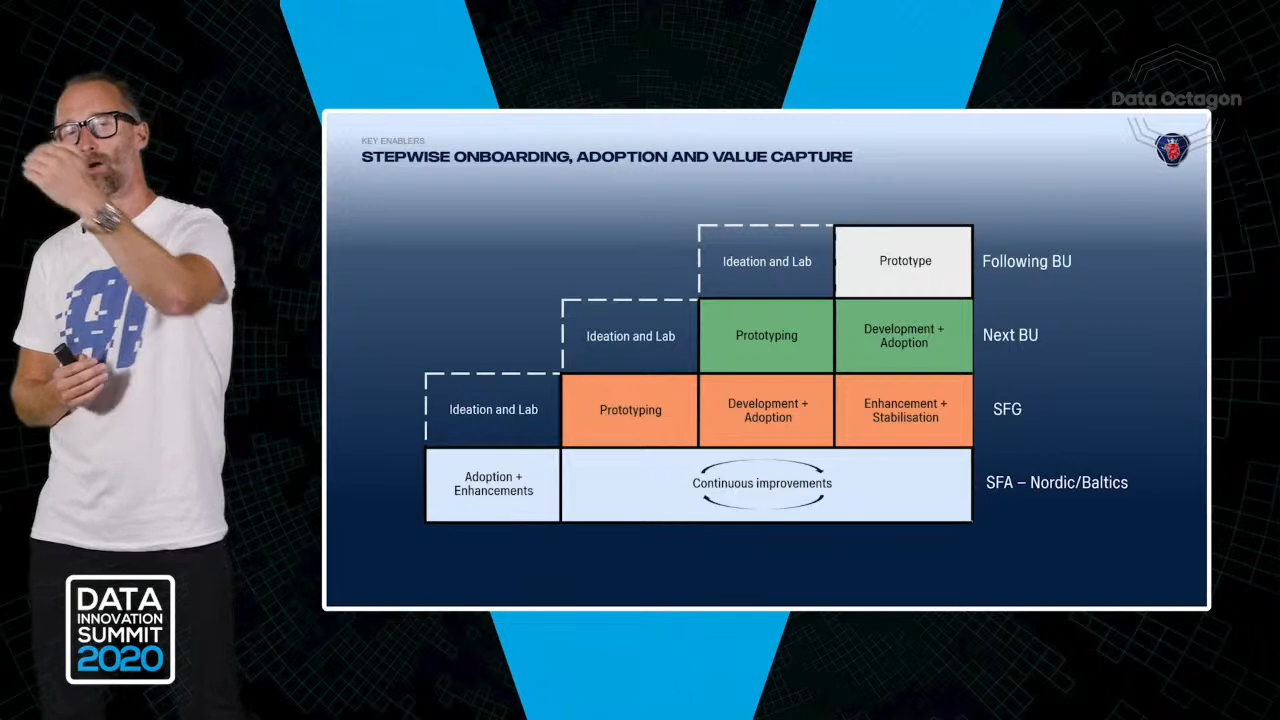 Data Octagon
KEY ENABLERS
STEPWISE ONBOARDING, ADOPTION AND VALUE CAPTURE
Ideation and Lab
Prototype
Following BU
Ideation and Lab
Prototyping
Development +
Adoption
Next BU
Ideation and Lab
Prototyping
Development +
Adoption
Enhancement +
Stabilisation
SFG
Adoption +
Enhancements
Continuous improvements
SFA – Nordic/Baltics
DATA
INNOVATION
SUMMIT
2020